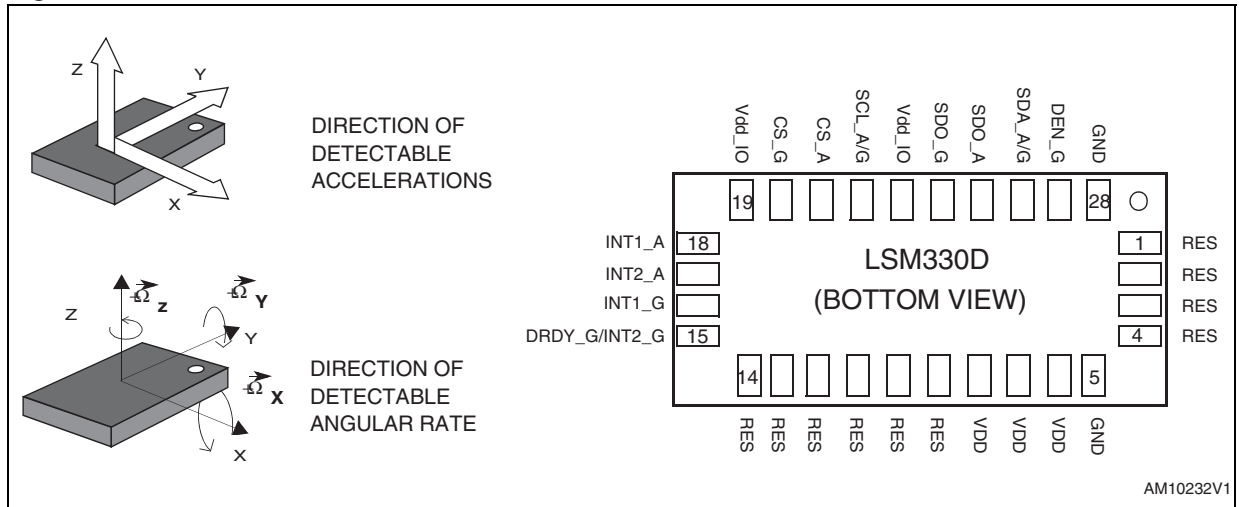 Z
Y
X
DIRECTION OF
DETECTABLE
ACCELERATIONS
Z
Ω Z
Ω Y
Y
Ω X
X
DIRECTION OF
DETECTABLE
ANGULAR RATE
Vdd_IO
CS_G
CS_A
SCL_A/G
Vdd_IO
SDO_G
SDO_A
SDA_A/G
DEN_G
GND
19
28
INT1_A 18
INT2_A
INT1_G
DRDY_G/INT2_G 15
LSM330D
(BOTTOM VIEW)
1 RES
RES
RES
4 RES
14
5
RES
RES
RES
RES
RES
RES
VDD
VDD
VDD
GND
AM10232V1